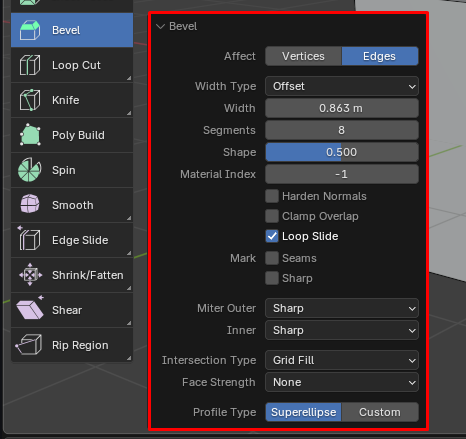 Bevel
Loop Cut
Knife
Poly Build
Spin
Smooth
Edge Slide
Shrink/Fatten
Shear
Rip Region
Bevel
Affect Vertices Edges
Width Type Offset
Width 0.863 m
Segments 8
Shape 0.500
Material Index -1
Harden Normals
Clamp Overlap
Loop Slide
Mark Seams
Sharp
Miter Outer Sharp
Inner Sharp
Intersection Type Grid Fill
Face Strength None
Profile Type Superellipse Custom